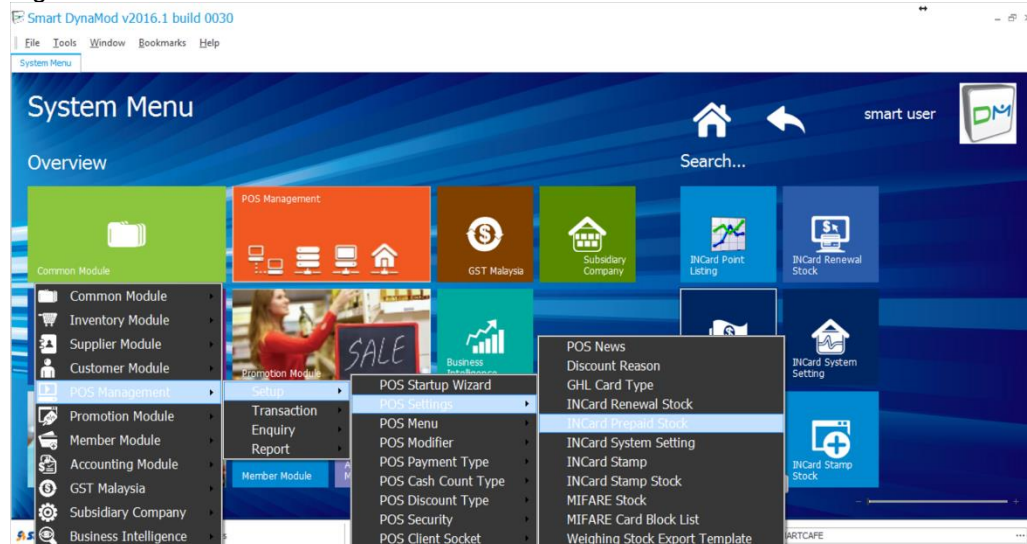 Smart DynaMod v2016.1 build 0030
File Tools Window Bookmarks Help
System Menu
System Menu
smart user
DM
Overview
Search...
Common Module
POS Management
GST Malaysia
Subsidiary
Company
INCard Point
Listing
INCard Renewal
Stock
Common Module
Inventory Module
Supplier Module
Customer Module
POS Management
Promotion Module
Member Module
Accounting Module
GST Malaysia
Subsidiary Company
Business Intelligence
SALE
Promotion Module
Business
Intelligence
Setup
Transaction
Enquiry
Report
Member Module
POS Startup Wizard
POS Settings
POS Menu
POS Modifier
POS Payment Type
POS Cash Count Type
POS Discount Type
POS Security
POS Client Socket
POS News
Discount Reason
GHL Card Type
INCard Renewal Stock
INCard Prepaid Stock
INCard System Setting
INCard Stamp
INCard Stamp Stock
MIFARE Stock
MIFARE Card Block List
Weighing Stock Export Template
INCard System
Setting
INCard Stamp
Stock
ARTCAFE